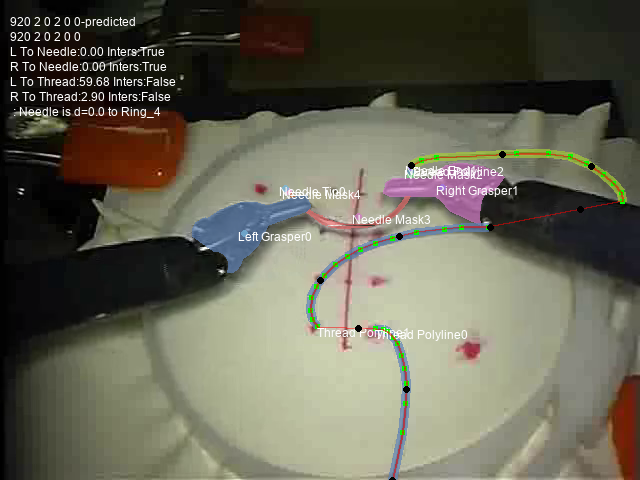 920 2 0 2 0 0-predicted
920 2 0 2 0 0
L To Needle:0.00 Inters:True
R To Needle:0.00 Inters:True
L To Thread:59.68 Inters:False
R To Thread:2.90 Inters:False
: Needle is d=0.0 to Ring_4
Needle Mask2
Right Grasper1
Needle Tip0
Needle Mask4
Needle Mask3
Left Grasper0
Thread Polyline1
Thread Polyline0